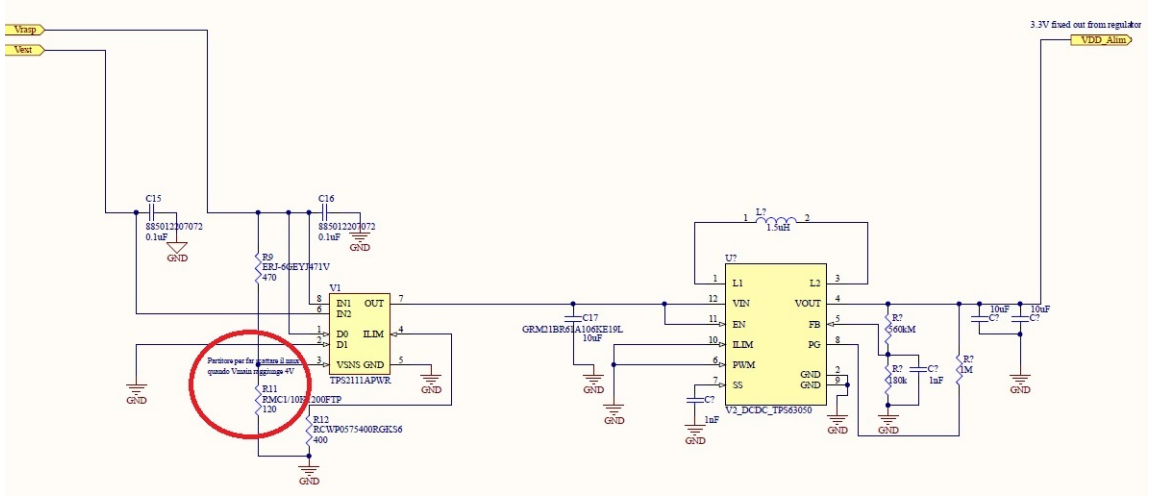 Vrasp
Vext
3.3V fixed out from regulator
VDD_Alim
C15
885012207072
0.1uF
GND
C16
885012207072
0.1uF
GND
R9
ERJ-6GEYJ471V
470
V1
8 IN1 OUT 7
6 IN2
1 D0 ILIM 4
2 D1
3 VSNS GND 5
TPS2111APWR
GND
GND
Partitore per far scattare il mux
quando Vmain raggiunge 4V
R11
120
R12
RCWP0575400RGKS6
400
GND
C17
GRM21BR61A106KE19L
10uF
GND
L?
1 2
1.5uH
U?
1 L1 L2 3
12 VIN VOUT 4
11 EN FB 5
10 ILIM PG 8
6 PWM
GND 2
7 SS GND 9
V2_DCDC_TPS63050
GND
C?
1nF
GND
GND
R?
560kM
R?
180k
C?
1nF
GND
R?
1M
10uF
C?
10uF
C?
GND